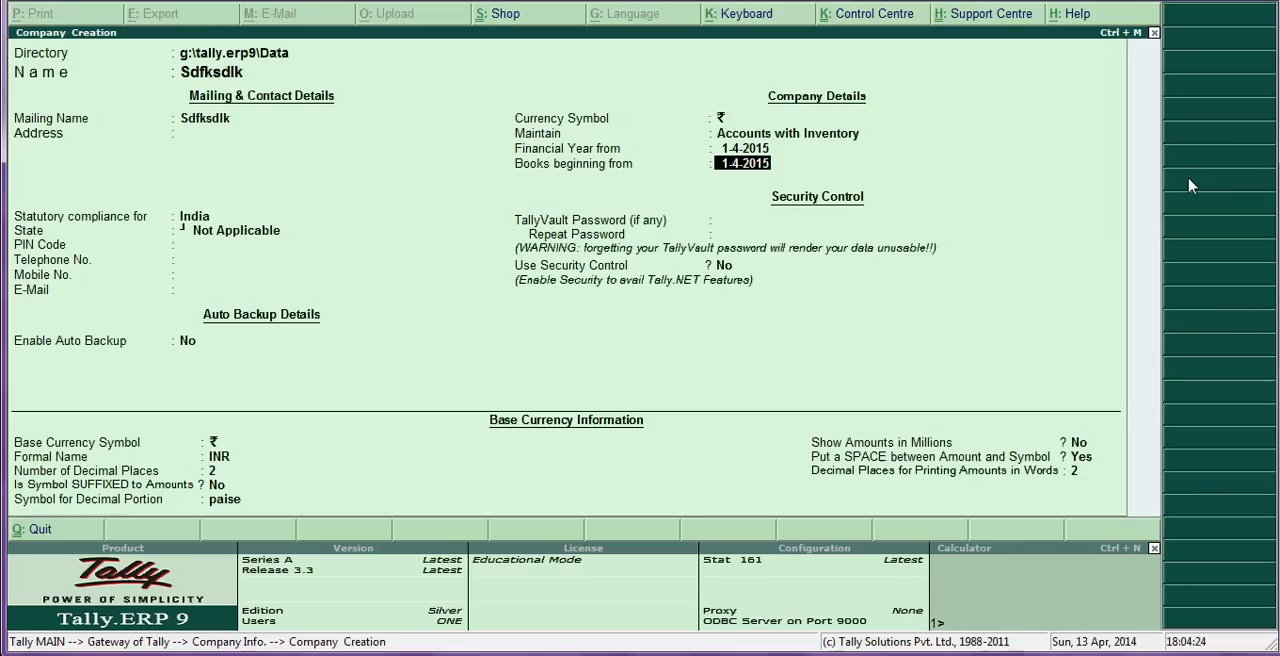 P: Print E: Export M: E-Mail O: Upload S: Shop G: Language K: Keyboard K: Control Centre H: Support Centre H: Help
Company Creation Ctrl + M
Directory : g:\tally.erp9\Data
Name : Sdfksdlk
Mailing & Contact Details
Company Details
Mailing Name : Sdfksdlk
Address :
Currency Symbol : ₹
Maintain : Accounts with Inventory
Financial Year from : 1-4-2015
Books beginning from : 1-4-2015
Security Control
Statutory compliance for : India
State : ┘ Not Applicable
PIN Code :
Telephone No. :
Mobile No. :
E-Mail :
TallyVault Password (if any) :
Repeat Password :
(WARNING: forgetting your TallyVault password will render your data unusable!!)
Use Security Control ? No
(Enable Security to avail Tally.NET Features)
Auto Backup Details
Enable Auto Backup : No
Base Currency Information
Base Currency Symbol : ₹
Formal Name : INR
Number of Decimal Places : 2
Is Symbol SUFFIXED to Amounts ? No
Symbol for Decimal Portion : paise
Show Amounts in Millions ? No
Put a SPACE between Amount and Symbol ? Yes
Decimal Places for Printing Amounts in Words : 2
Q: Quit
Product Version License Configuration Calculator Ctrl + N
Tally
POWER OF SIMPLICITY
Tally.ERP 9
Series A Latest
Release 3.3 Latest
Edition Silver
Users ONE
Educational Mode
Stat 161 Latest
Proxy None
ODBC Server on Port 9000
1>
Tally MAIN --> Gateway of Tally --> Company Info. --> Company Creation (c) Tally Solutions Pvt. Ltd., 1988-2011 Sun, 13 Apr, 2014 18:04:24